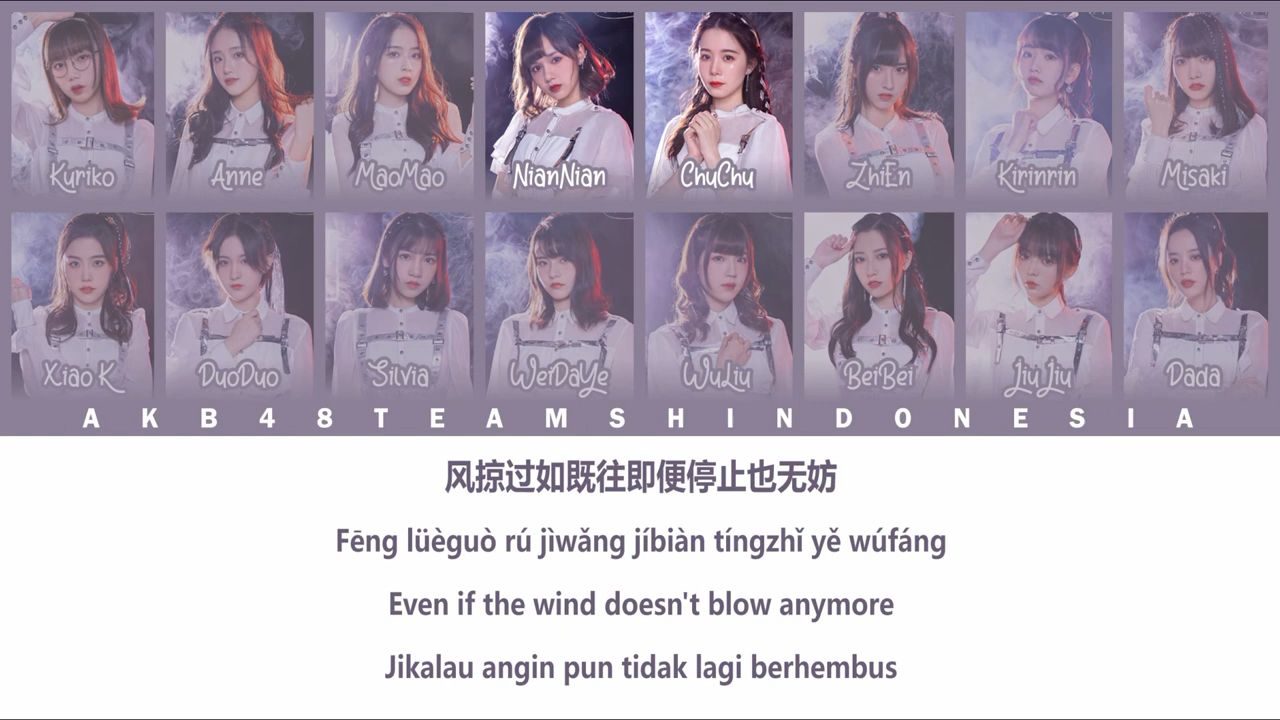 Kuriko Anne MaoMao NianNian ChuChu ZhiEn Kirinrin Misaki
Xiao K DuoDuo Silvia WeiDaYe WuLiu BeiBei Jiu Jiu Dada
AKB48TEAMSHINDONESIA
风掠过如既往即便停止也无妨
Fēng lüèguò rú jìwǎng jíbiàn tíngzhǐ yě wúfáng
Even if the wind doesn't blow anymore
Jikalau angin pun tidak lagi berhembus